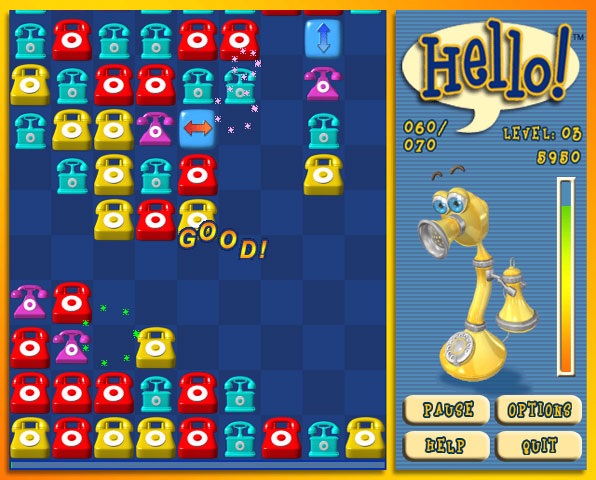 Hello!
TM
060/
070
LEVEL: 03
5950
GOOD!
PAUSE
OPTIONS
HELP
QUIT